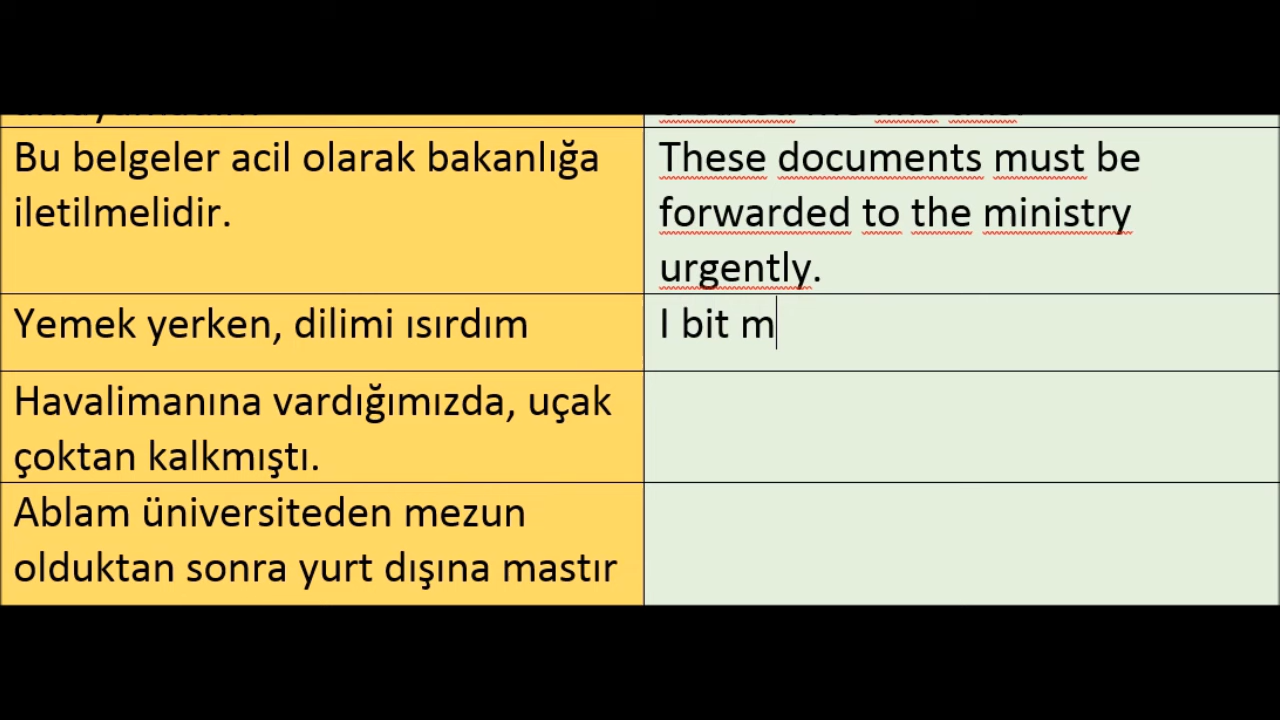 Bu belgeler acil olarak bakanlığa
iletilmelidir.
These documents must be
forwarded to the ministry
urgently.
Yemek yerken, dilimi ısırdım
I bit m
Havalimanına vardığımızda, uçak
çoktan kalkmıştı.
Ablam üniversiteden mezun
olduktan sonra yurt dışına mastır